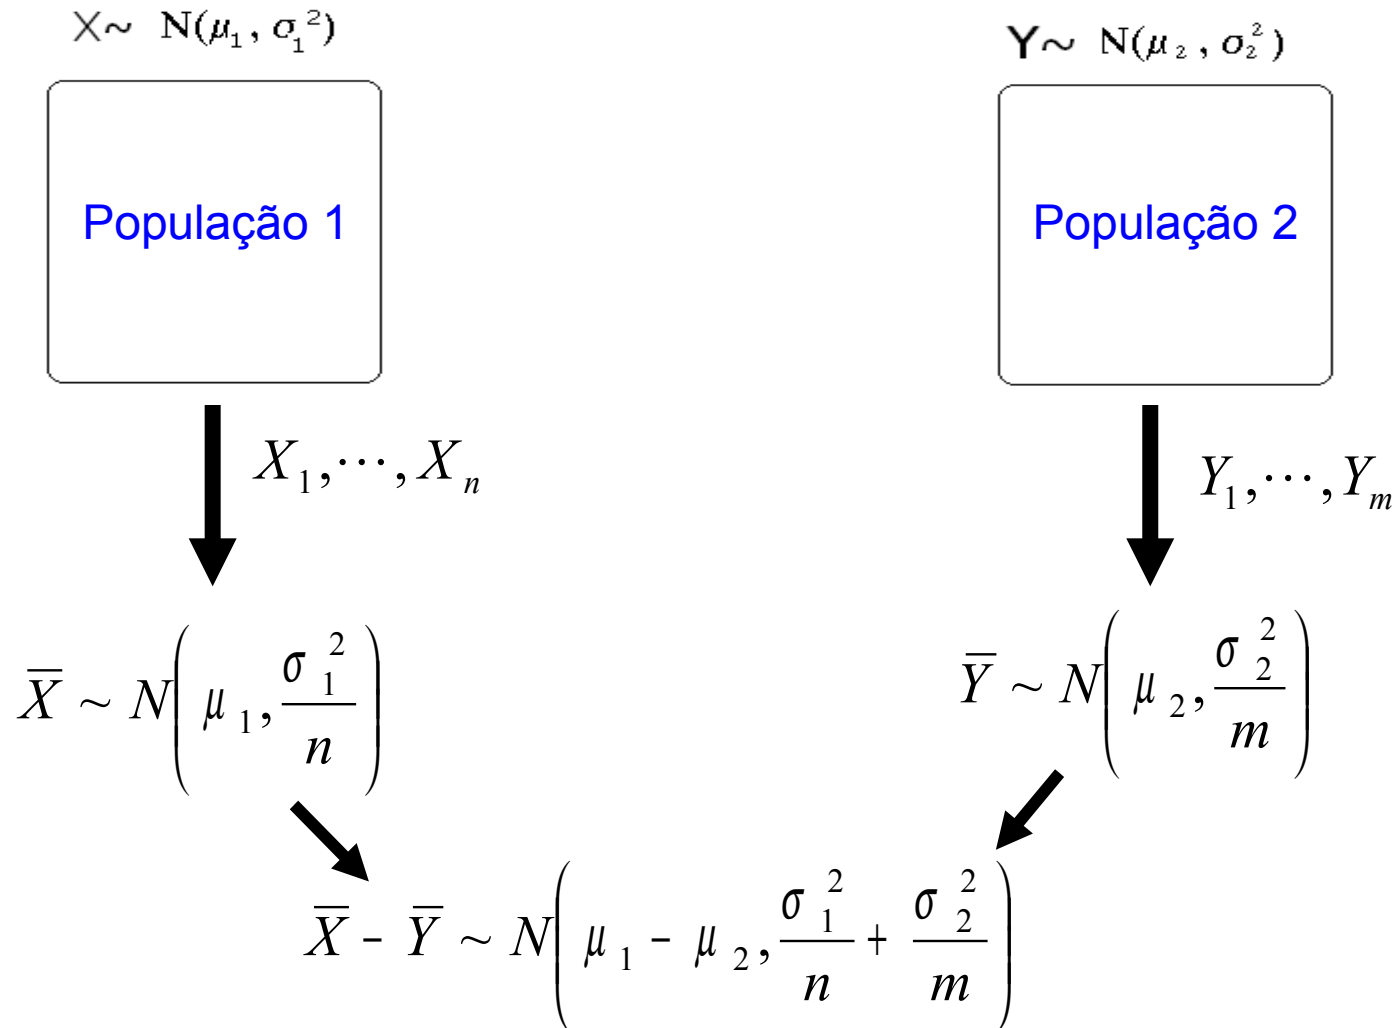 X~ N(μ₁, σ₁²)
Y~ N(μ₂, σ₂²)
População 1
População 2
X₁,⋯,Xₙ
Y₁,⋯,Yₘ
X̅ ~ N(μ₁, σ₁²/n)
Y̅ ~ N(μ₂, σ₂²/m)
X̅ - Y̅ ~ N(μ₁ - μ₂, σ₁²/n + σ₂²/m)